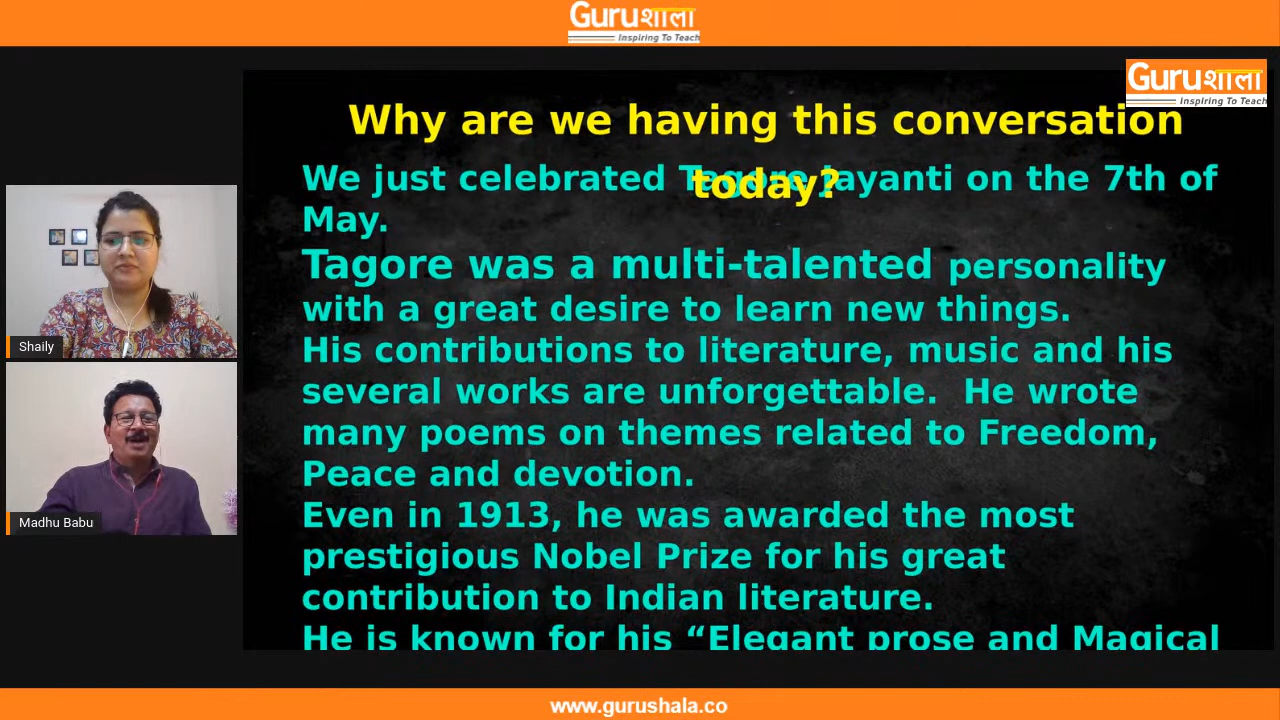 Guruशाला
Inspiring To Teach
Guruशाला
Inspiring To Teach
Why are we having this conversation
today?
We just celebrated Tagore Jayanti on the 7th of
May.
Tagore was a multi-talented personality
with a great desire to learn new things.
His contributions to literature, music and his
several works are unforgettable. He wrote
many poems on themes related to Freedom,
Peace and devotion.
Even in 1913, he was awarded the most
prestigious Nobel Prize for his great
contribution to Indian literature.
He is known for his “Elegant prose and Magical
Shaily
Madhu Babu
www.gurushala.co